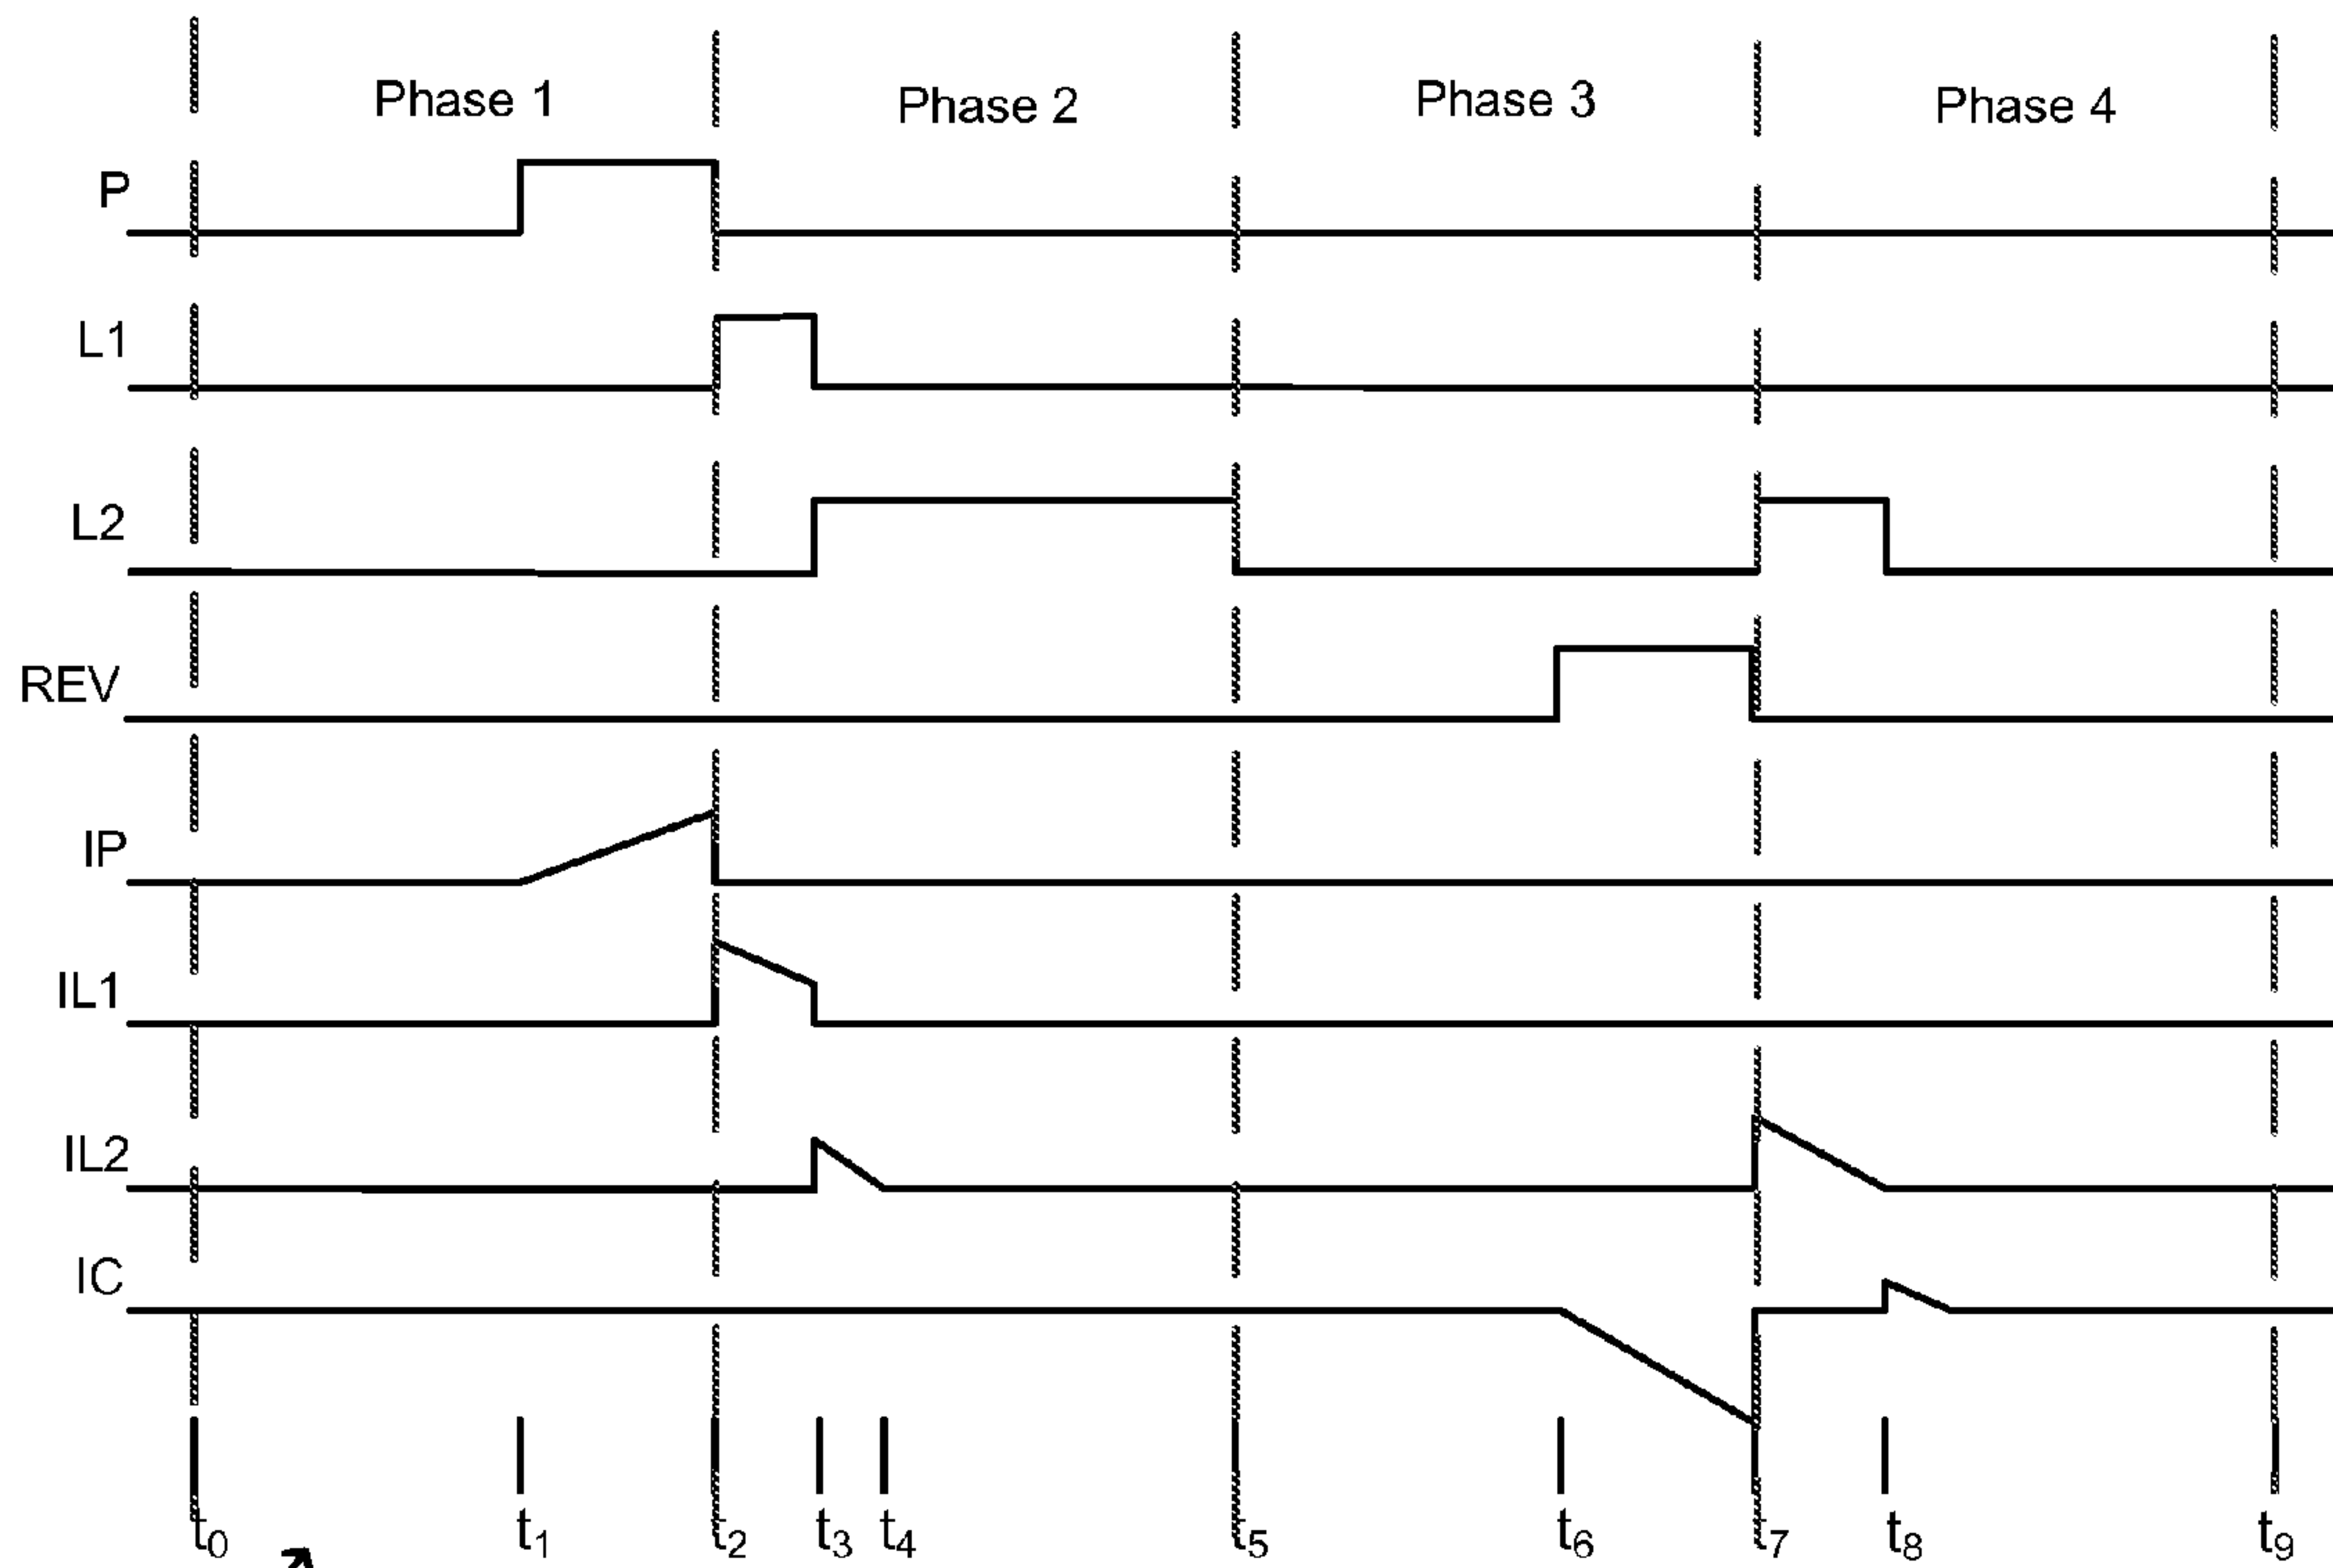 Phase 1 Phase 2 Phase 3 Phase 4
P
L1
L2
REV
IP
IL1
IL2
IC
t0 t1 t2 t3 t4 t5 t6 t7 t8 t9